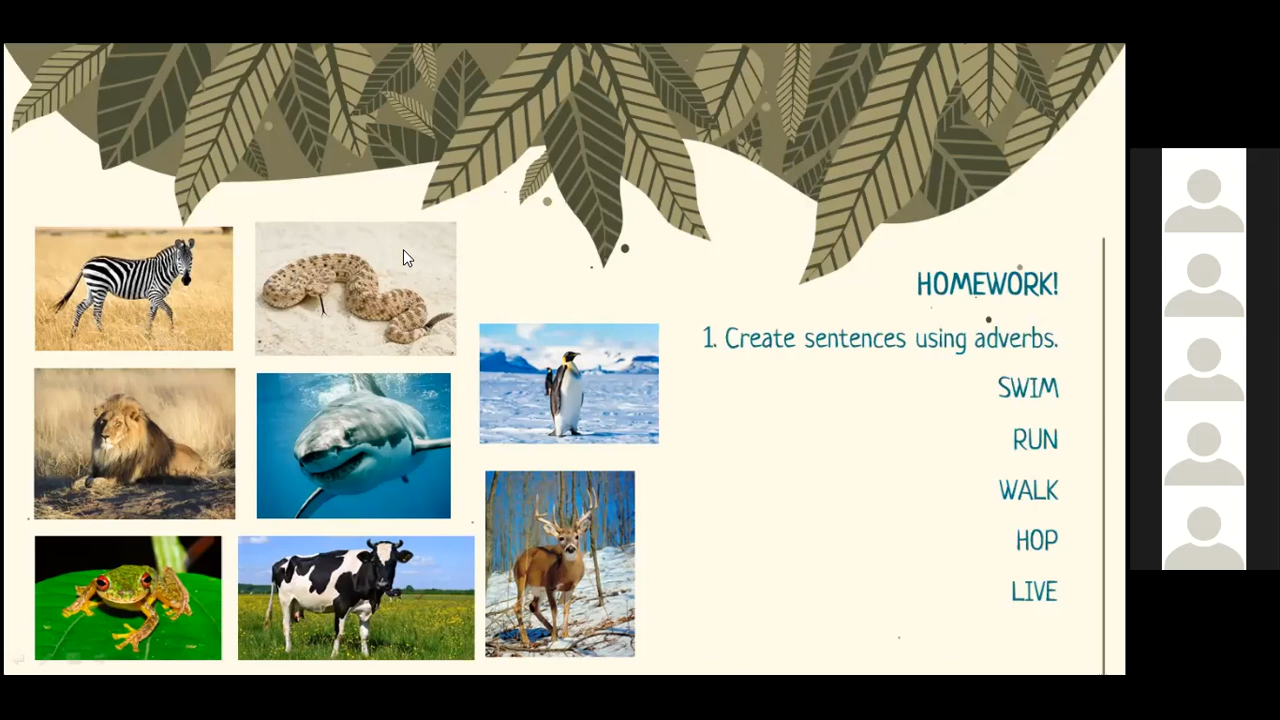 HOMEWORK!
1. Create sentences using adverbs.
SWIM
RUN
WALK
HOP
LIVE